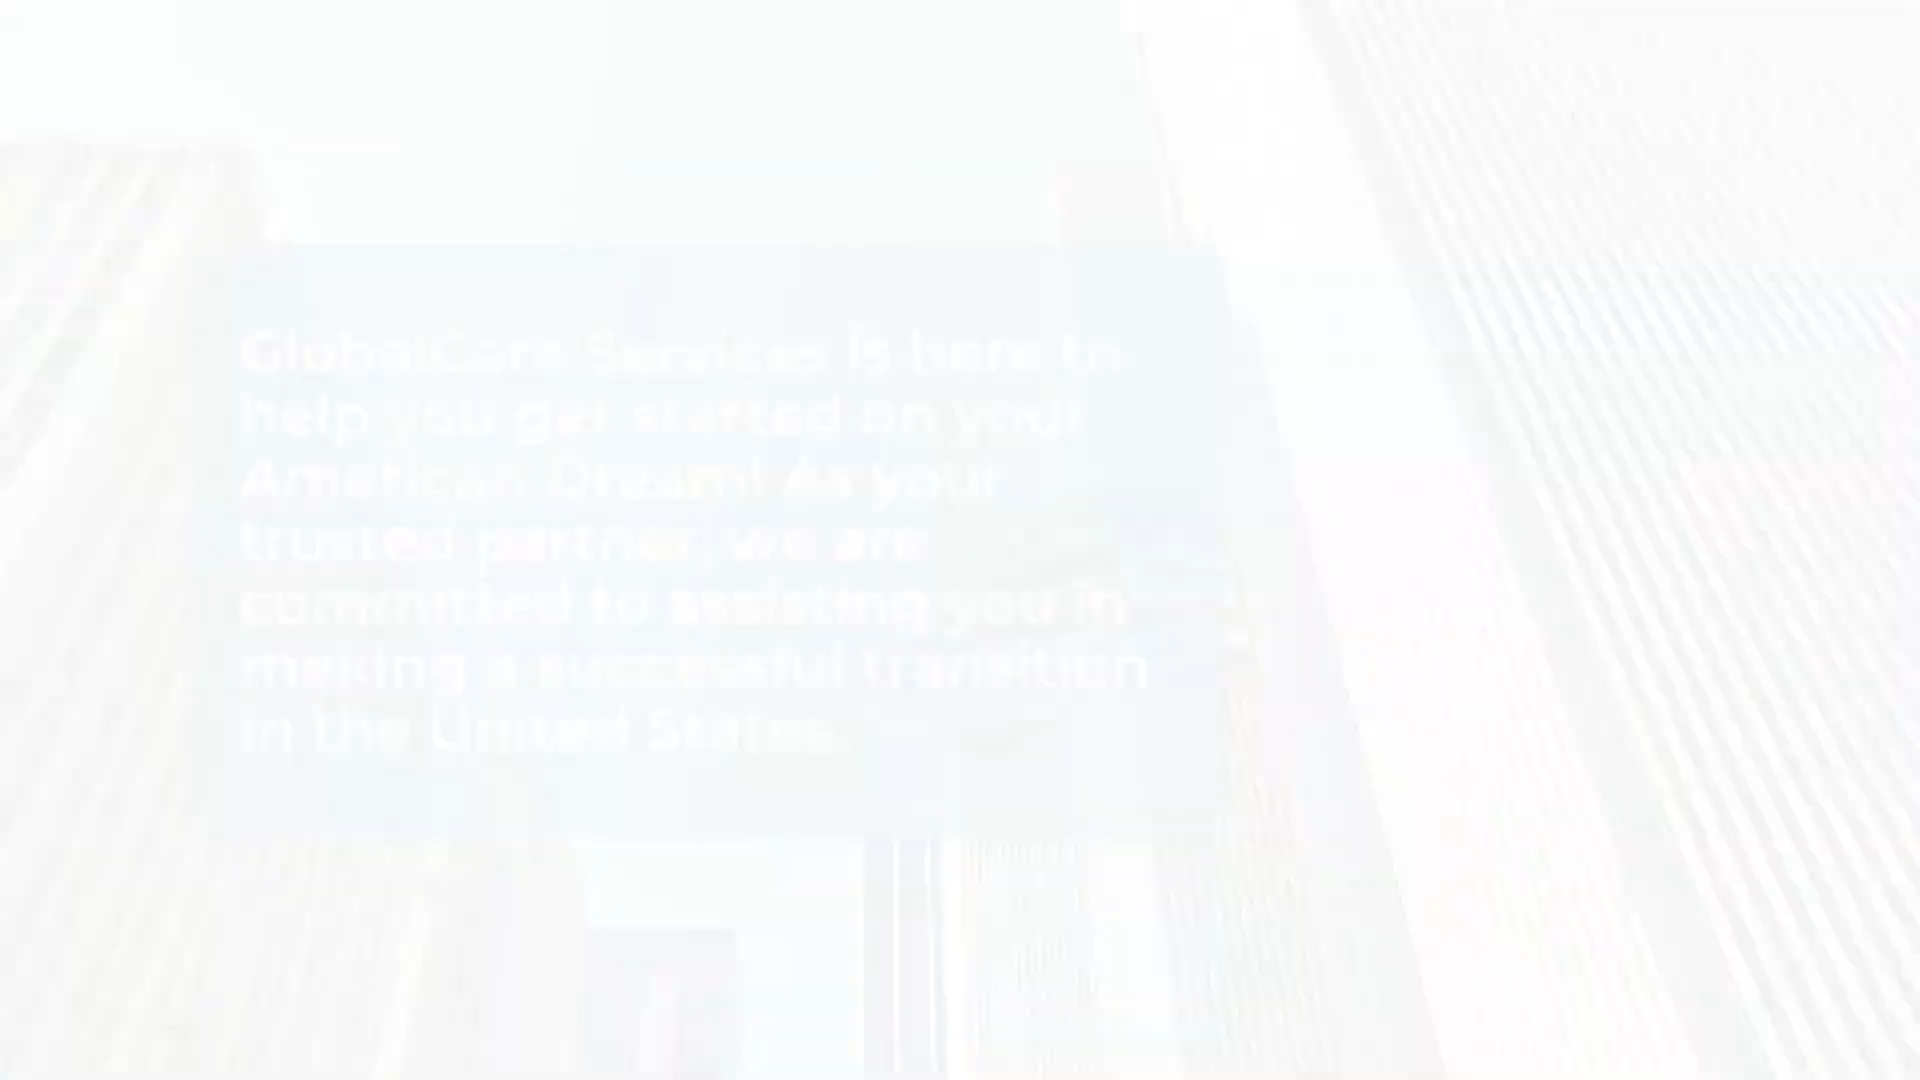 GlobalCare Services is here to
help you get started on your
American Dream! As your
trusted partner, we are
committed to assisting you in
making a successful transition
in the United States.